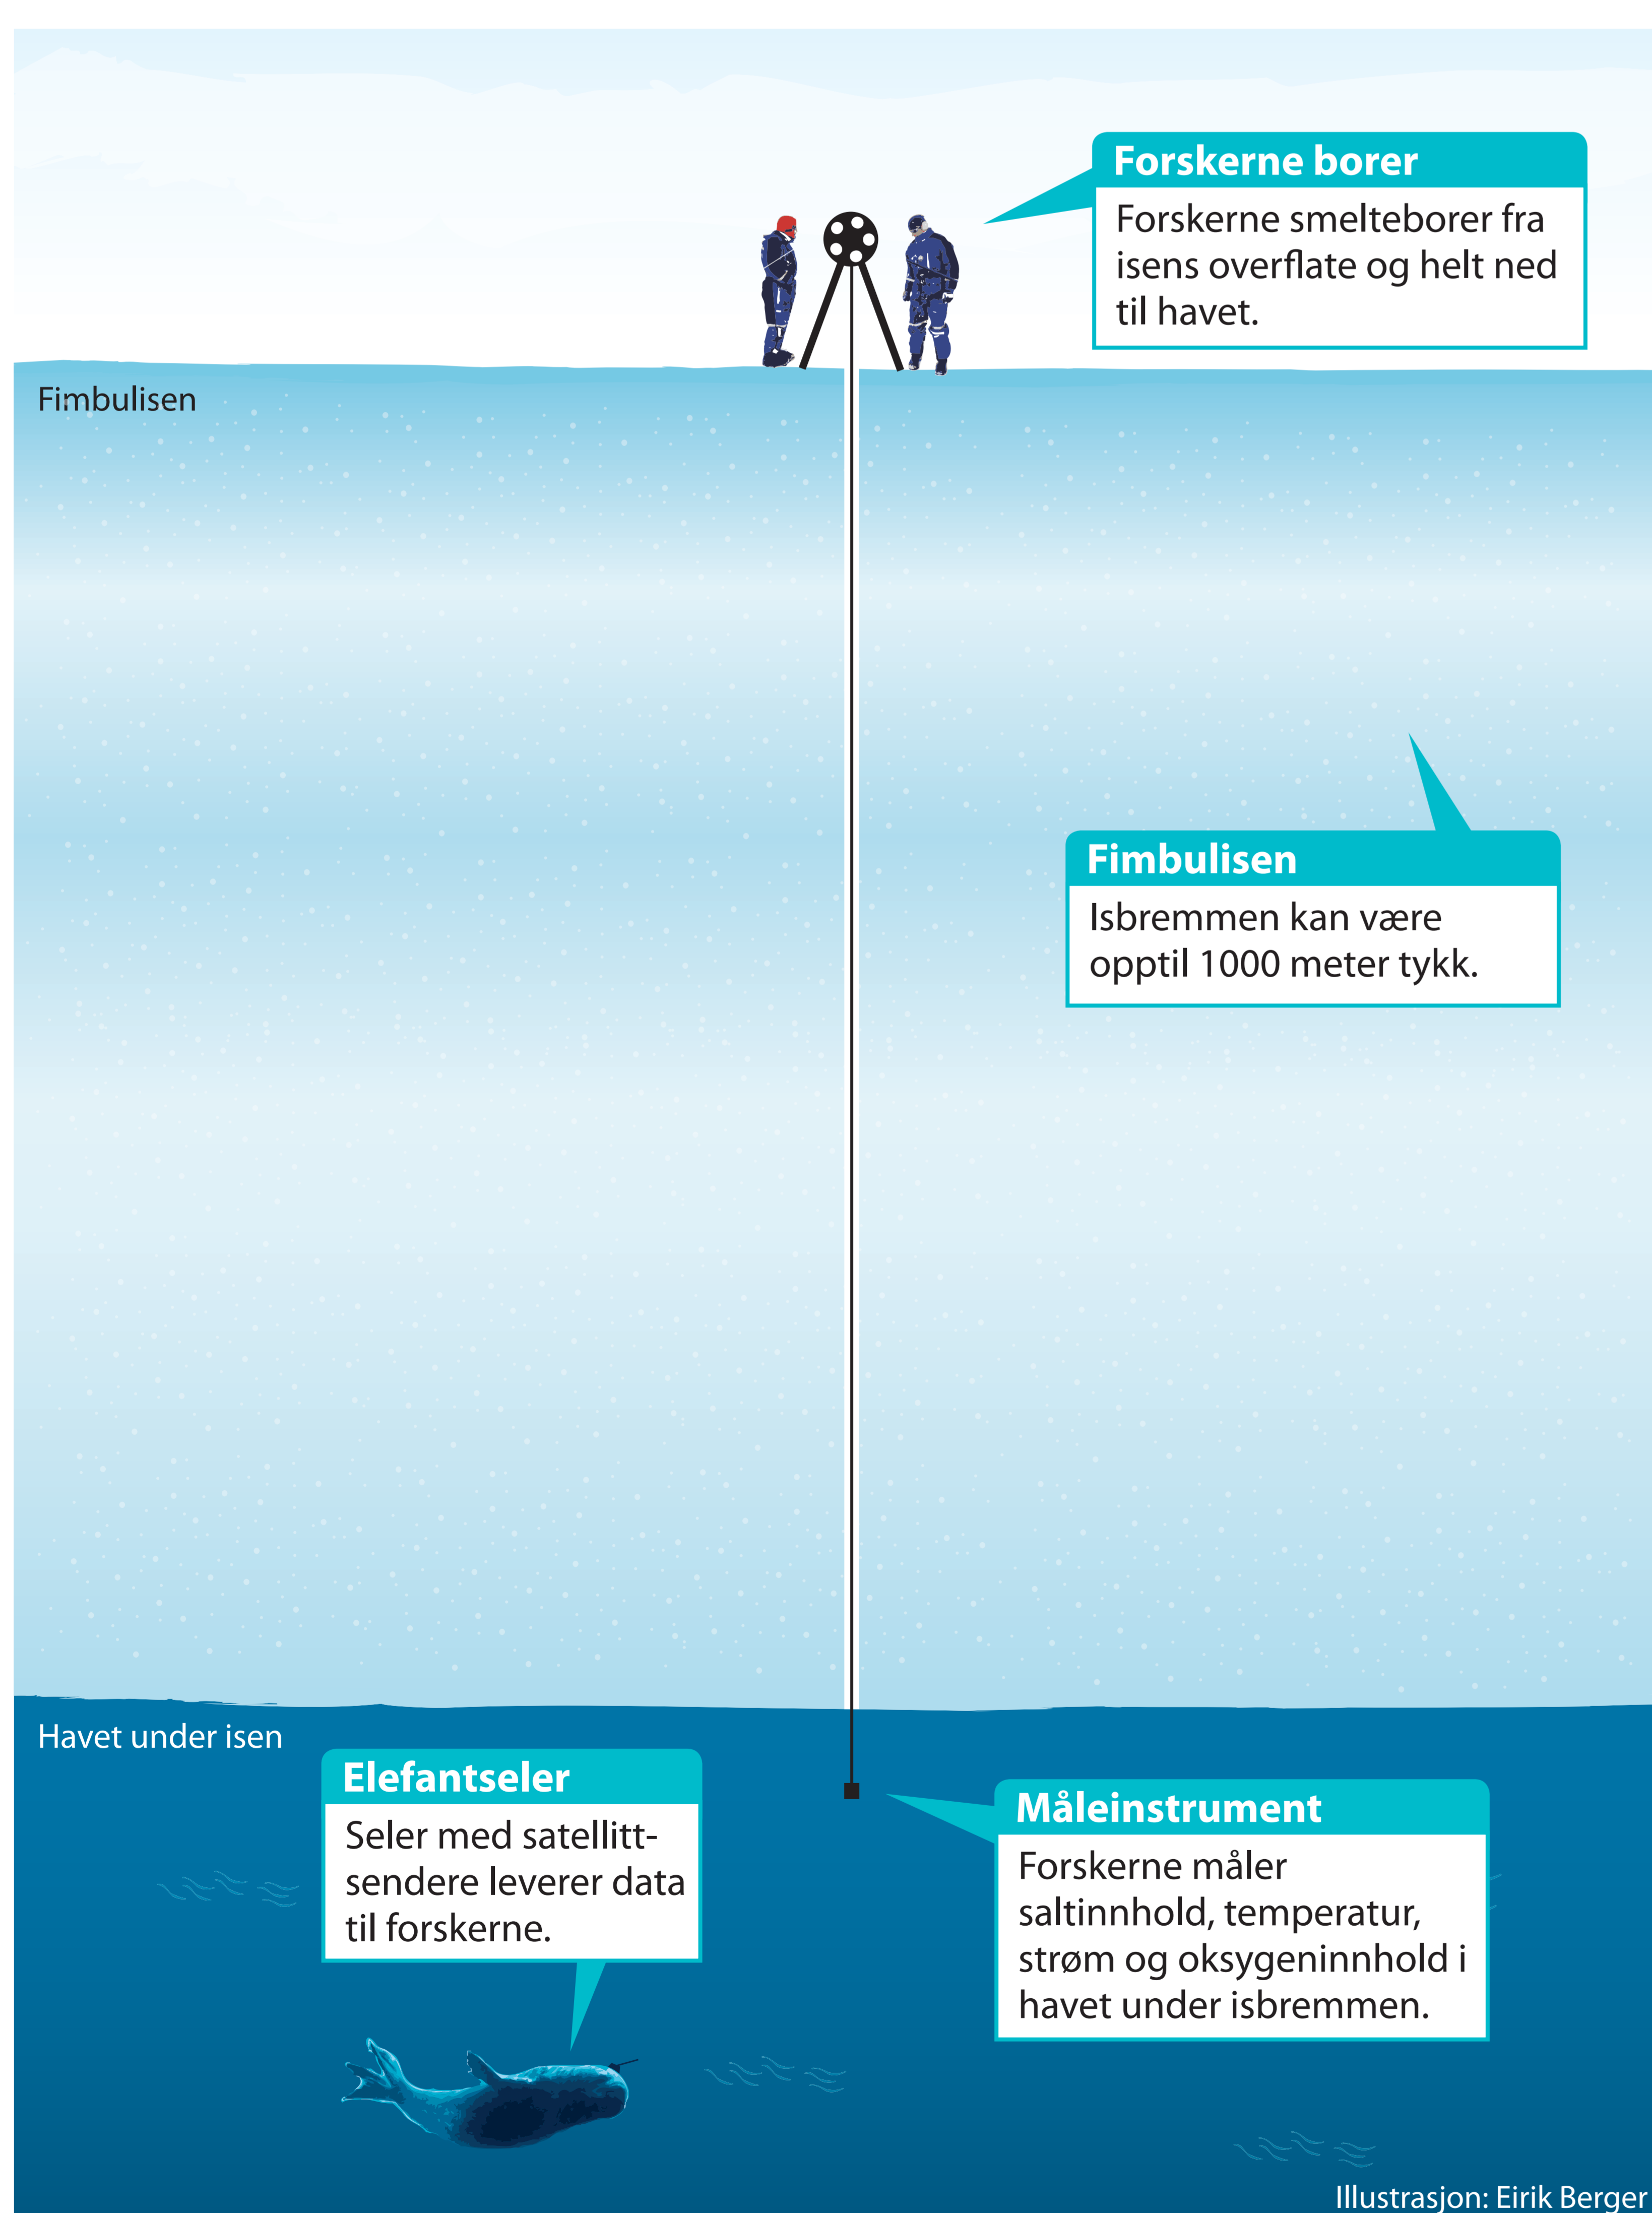 Forskerne borer
Forskerne smelteborer fra
isens overflate og helt ned
til havet.
Fimbulisen
Fimbulisen
Isbremmen kan være
opptil 1000 meter tykk.
Havet under isen
Elefantseler
Seler med satellitt-
sendere leverer data
til forskerne.
Måleinstrument
Forskerne måler
saltinnhold, temperatur,
strøm og oksygeninnhold i
havet under isbremmen.
Illustrasjon: Eirik Berger